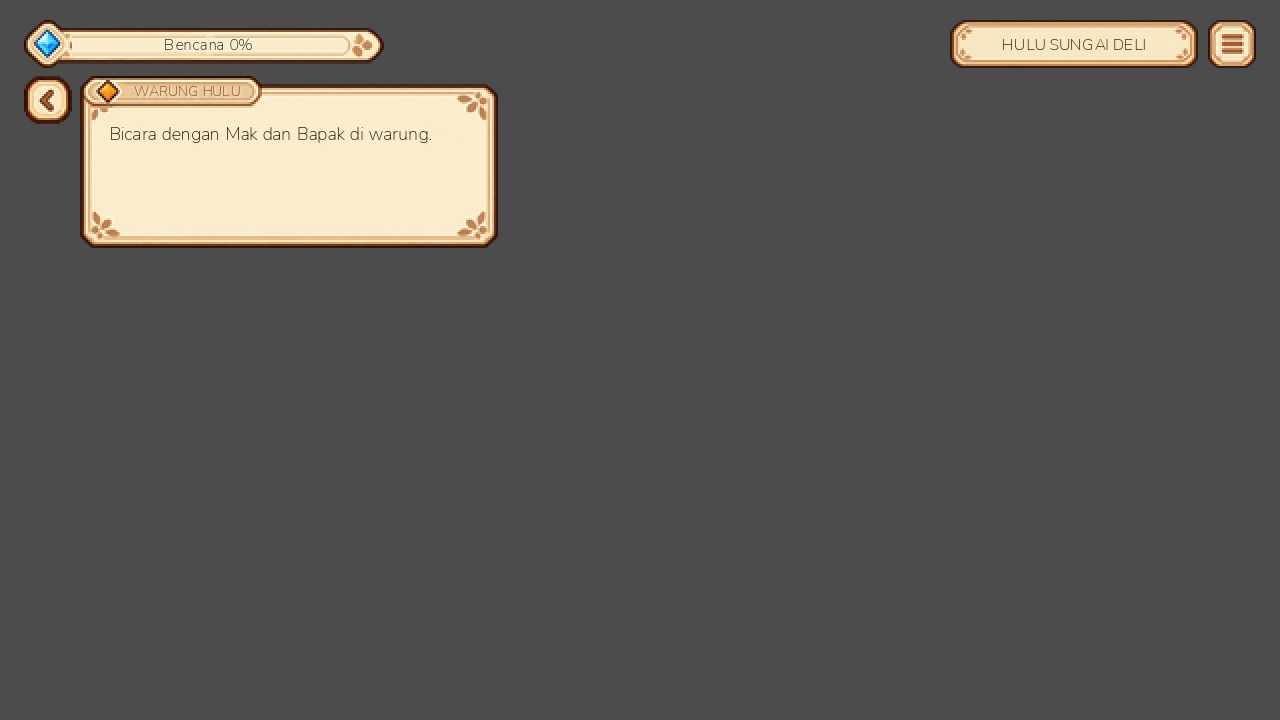 Bencana 0%
HULU SUNGAI DELI
WARUNG HULU
Bicara dengan Mak dan Bapak di warung.